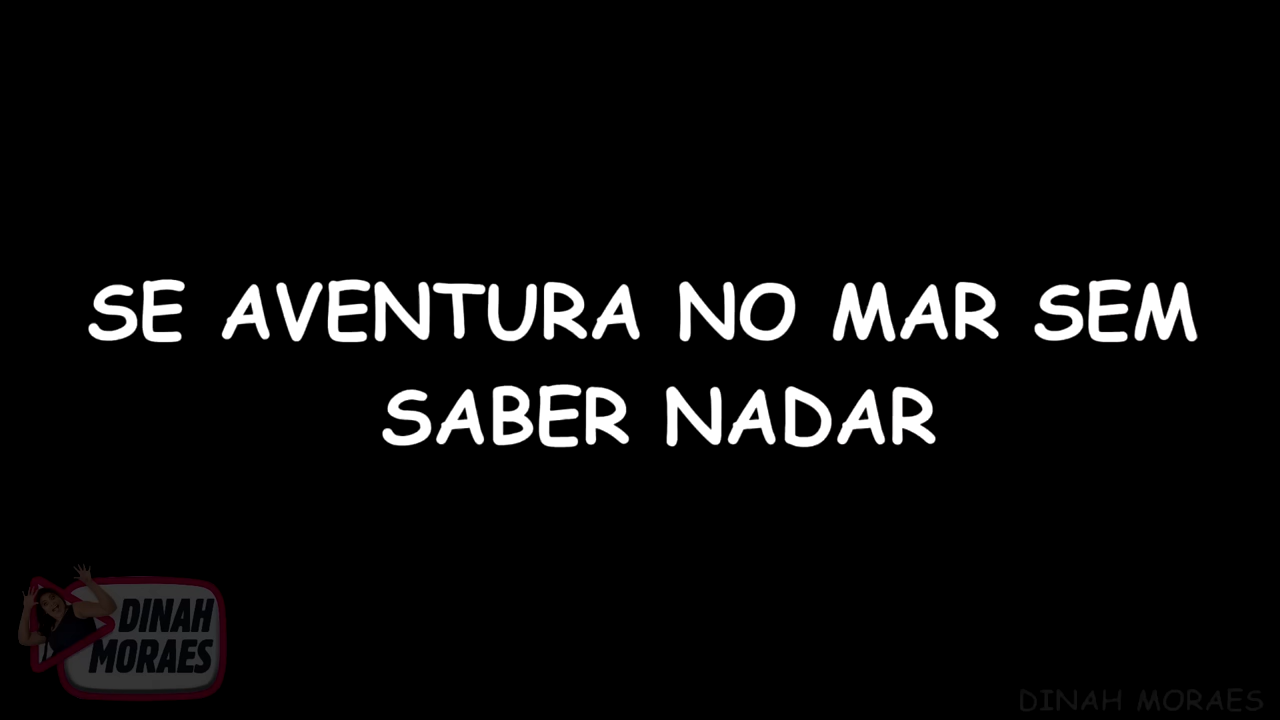 SE AVENTURA NO MAR SEM
SABER NADAR
DINAH
MORAES
DINAH MORAES